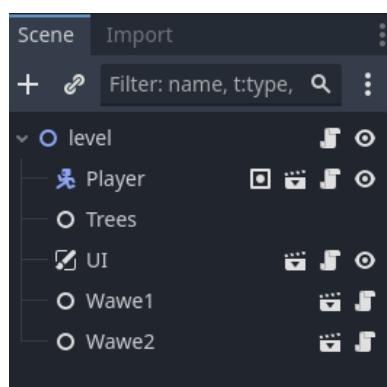 Scene Import
Filter: name, t:type,
level
Player
Trees
UI
Wawe1
Wawe2